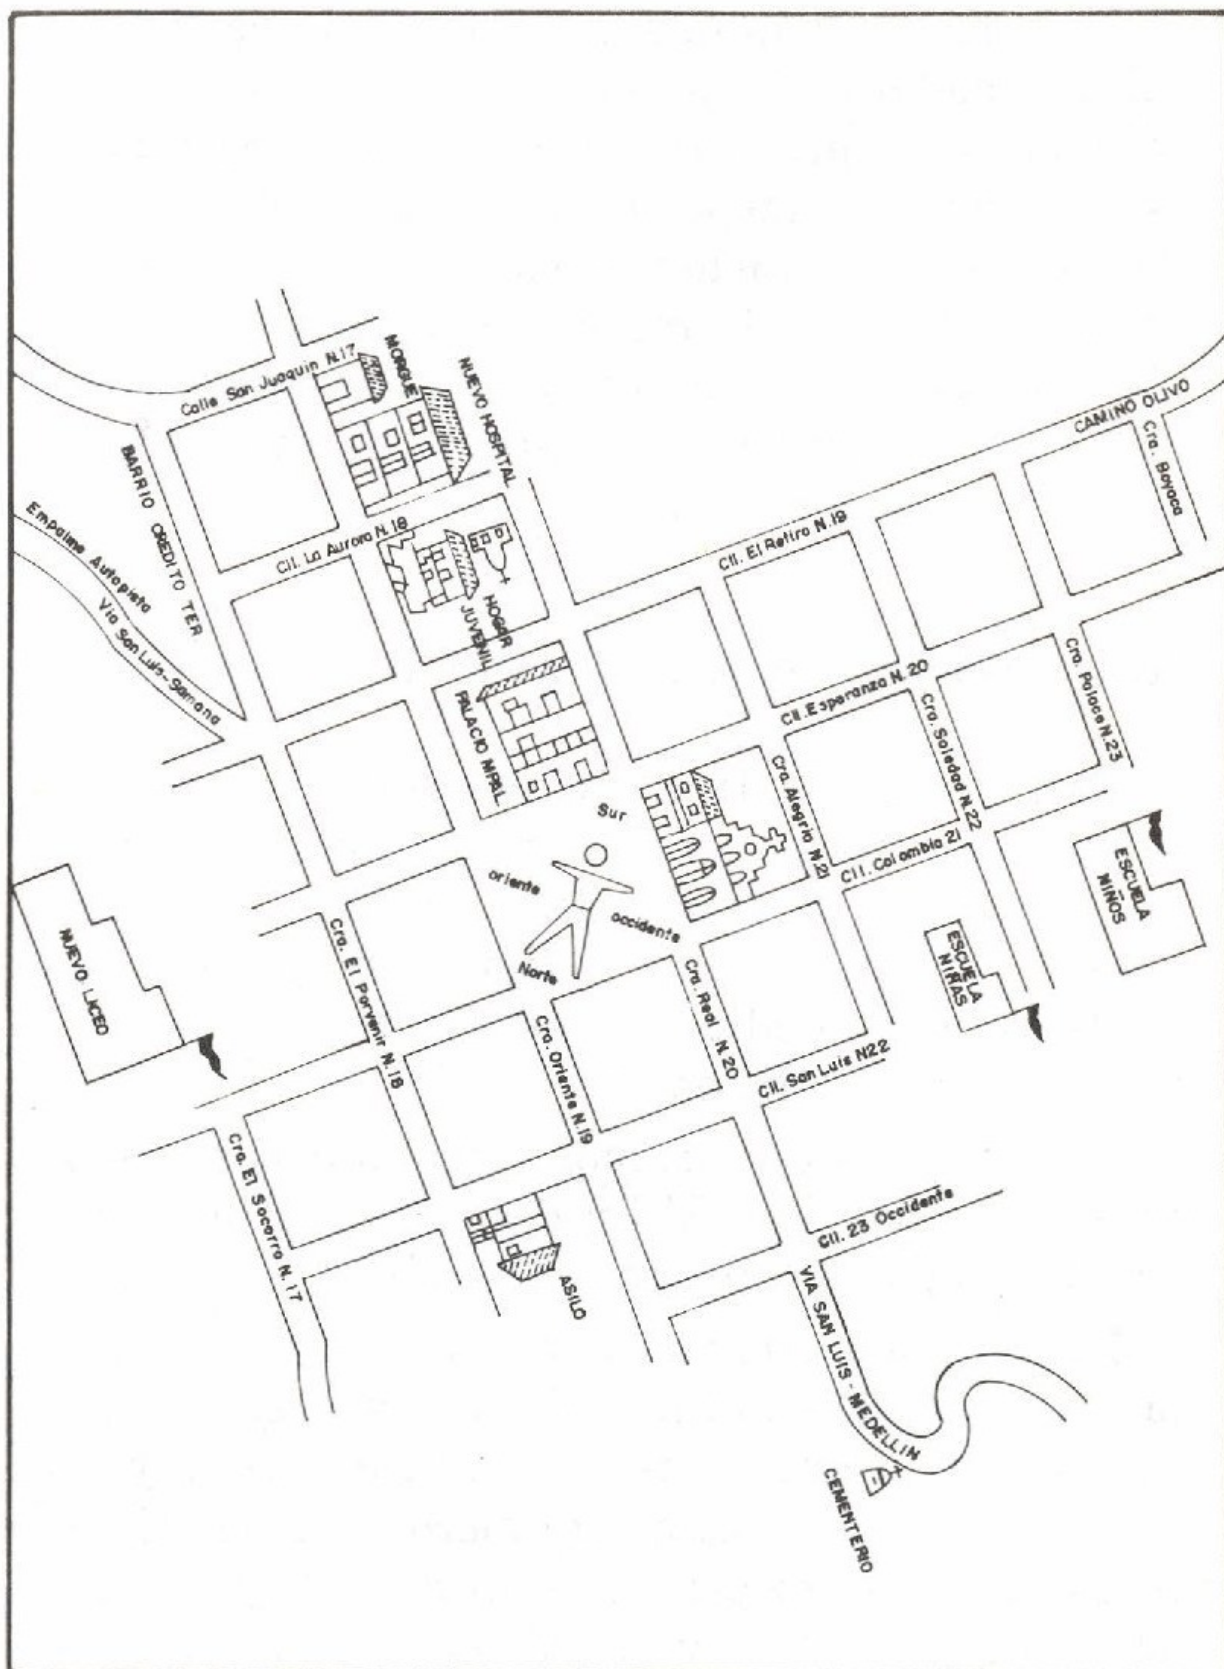 Calle San Juaquin N.17
MORGUE
NUEVO HOSPITAL
CAMINO OLIVO
Cra. Boyaca
BARRIO CREDITO TER
Empalme Autopista
Via San Luis-Samana
Cll. La Aurora N. 18
HOGAR
JUVENIL
Cll. El Retiro N. 19
PALACIO MPAL
Cll. Esperanza N. 20
Cra. Palace N. 23
Cra. Soledad N. 22
Cra. Alegria N. 21
Sur
oriente
occidente
Norte
Cll. Colombia 21
ESCUELA
NIÑOS
ESCUELA
NIÑAS
NUEVO LICEO
Cra. El Porvenir N. 18
Cra. Oriente N. 19
Cra. Real N. 20
Cll. San Luis N22
Cra. El Socorro N. 17
ASILO
Cll. 23 Occidente
VIA SAN LUIS - MEDELLIN
CEMENTERIO